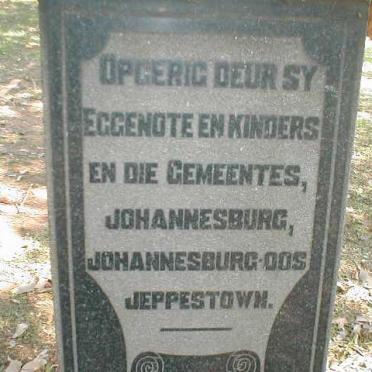 OPGERIG DEUR SY
EGGENOTE EN KINDERS
EN DIE GEMEENTES,
JOHANNESBURG,
JOHANNESBURG-OOS
JEPPESTOWN.